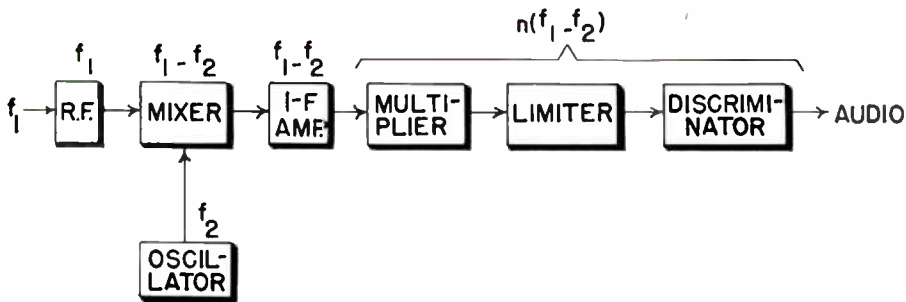 n(f₁-f₂)
f₁
f₁-f₂
f₁-f₂
f₁
R.F.
MIXER
I-F
AMP.
MULTI-
PLIER
LIMITER
DISCRIMI-
NATOR
AUDIO
f₂
OSCIL-
LATOR